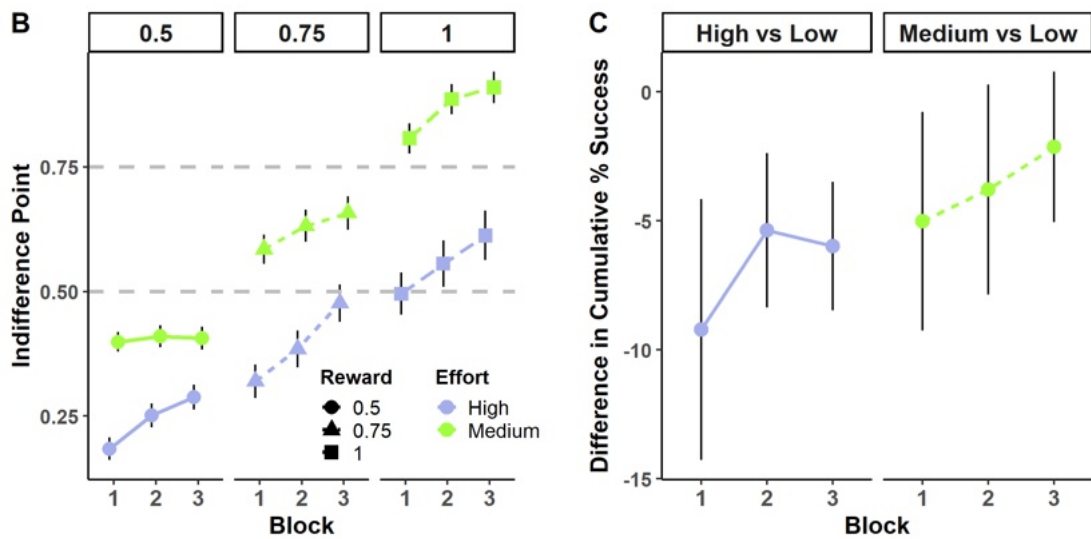 B
0.5 0.75 1
Indifference Point
0.75
0.50
0.25
Reward Effort
0.5 High
0.75 Medium
1
1 2 3 1 2 3 1 2 3
Block
C
High vs Low Medium vs Low
Difference in Cumulative % Success
0
-5
-10
-15
1 2 3 1 2 3
Block